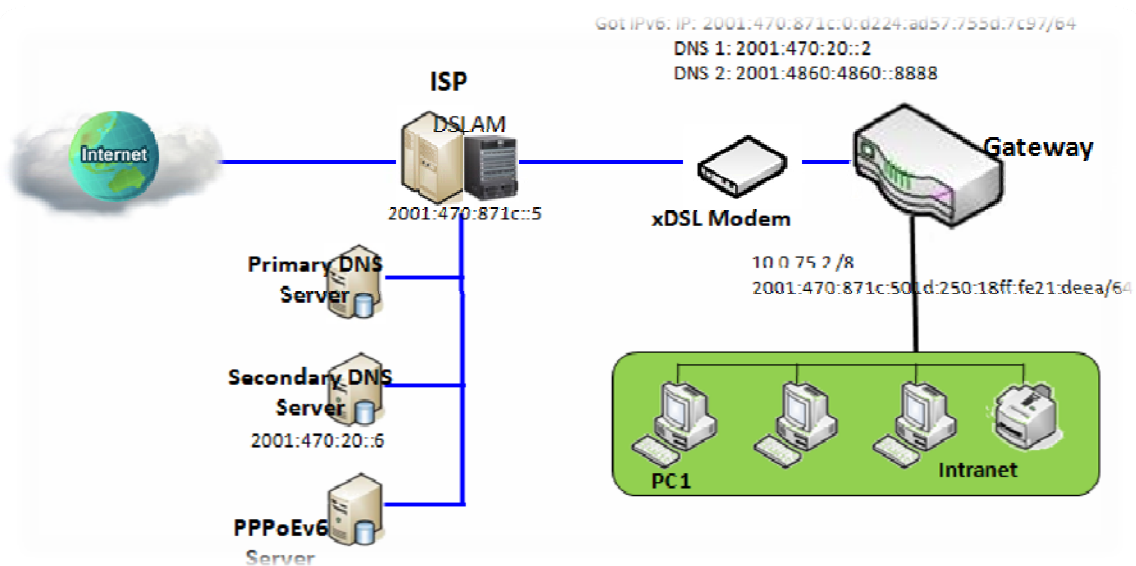 Got IPv6: IP: 2001:470:871c:0:d224:ad57:755d:7c97/64
DNS 1: 2001:470:20::2
DNS 2: 2001:4860:4860::8888
ISP
DSLAM
Internet
Gateway
2001:470:871c::5
xDSL Modem
Primary DNS
Server
10.0.75.2 /8
2001:470:871c:501d:250:18ff:fe21:deea/64
Secondary DNS
Server
2001:470:20::6
PC1
Intranet
PPPoEv6
Server